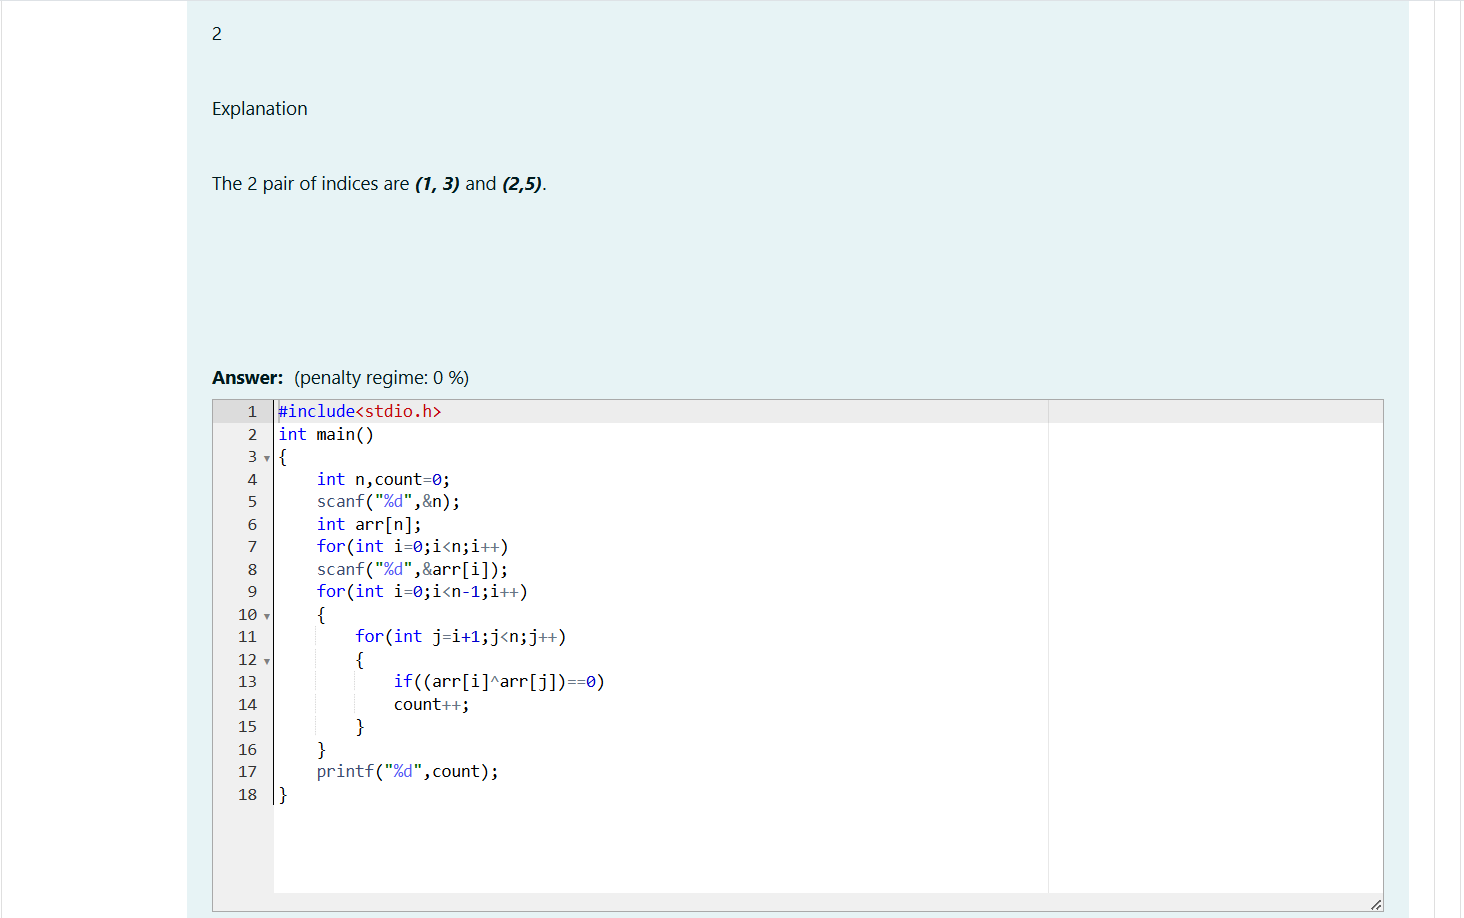 2
Explanation
The 2 pair of indices are (1, 3) and (2,5).
Answer: (penalty regime: 0 %)
1 #include<stdio.h>
2 int main()
3 {
4     int n,count=0;
5     scanf("%d",&n);
6     int arr[n];
7     for(int i=0;i<n;i++)
8     scanf("%d",&arr[i]);
9     for(int i=0;i<n-1;i++)
10     {
11         for(int j=i+1;j<n;j++)
12         {
13             if((arr[i]^arr[j])==0)
14             count++;
15         }
16     }
17     printf("%d",count);
18 }